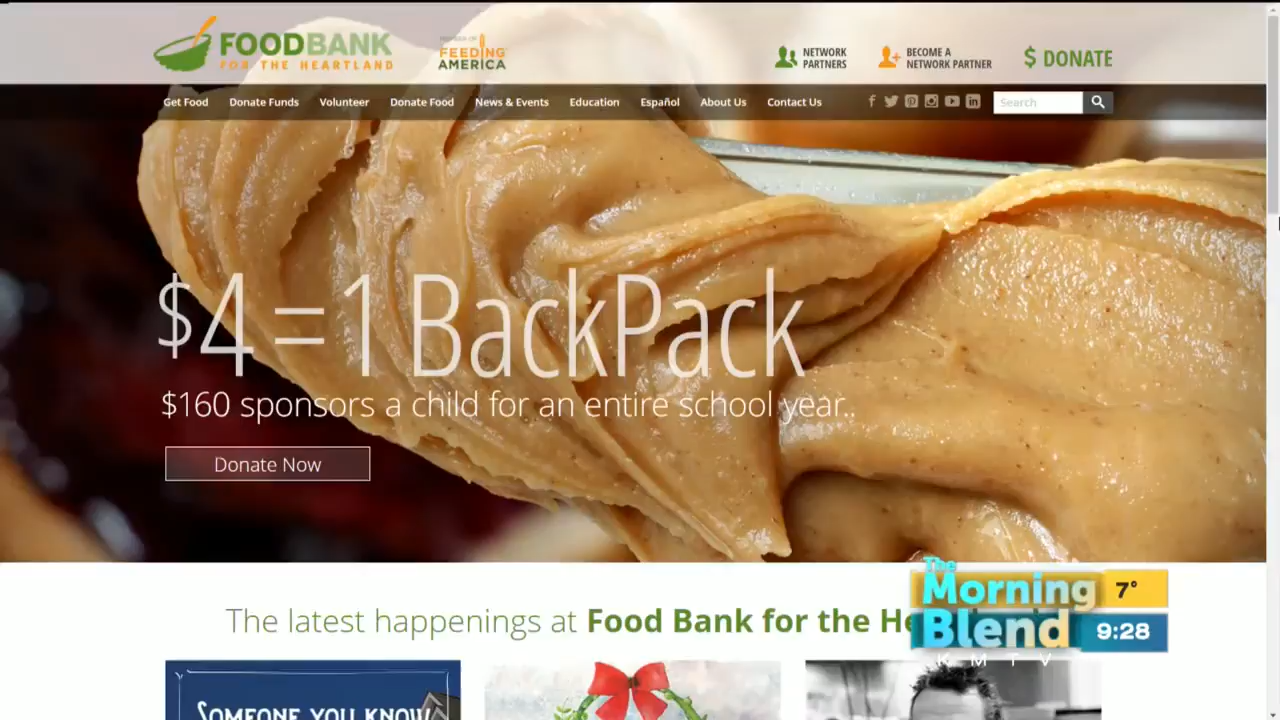 FOODBANK
FOR THE HEARTLAND
MEMBER OF
FEEDING
AMERICA
NETWORK
PARTNERS
BECOME A
NETWORK PARTNER
$ DONATE
Get Food Donate Funds Volunteer Donate Food News & Events Education Español About Us Contact Us
Search
$4 = 1 BackPack
$160 sponsors a child for an entire school year..
Donate Now
The latest happenings at Food Bank for the
The
Morning
Blend
7°
9:28
KMTV
SOMEONE YOU KNOW